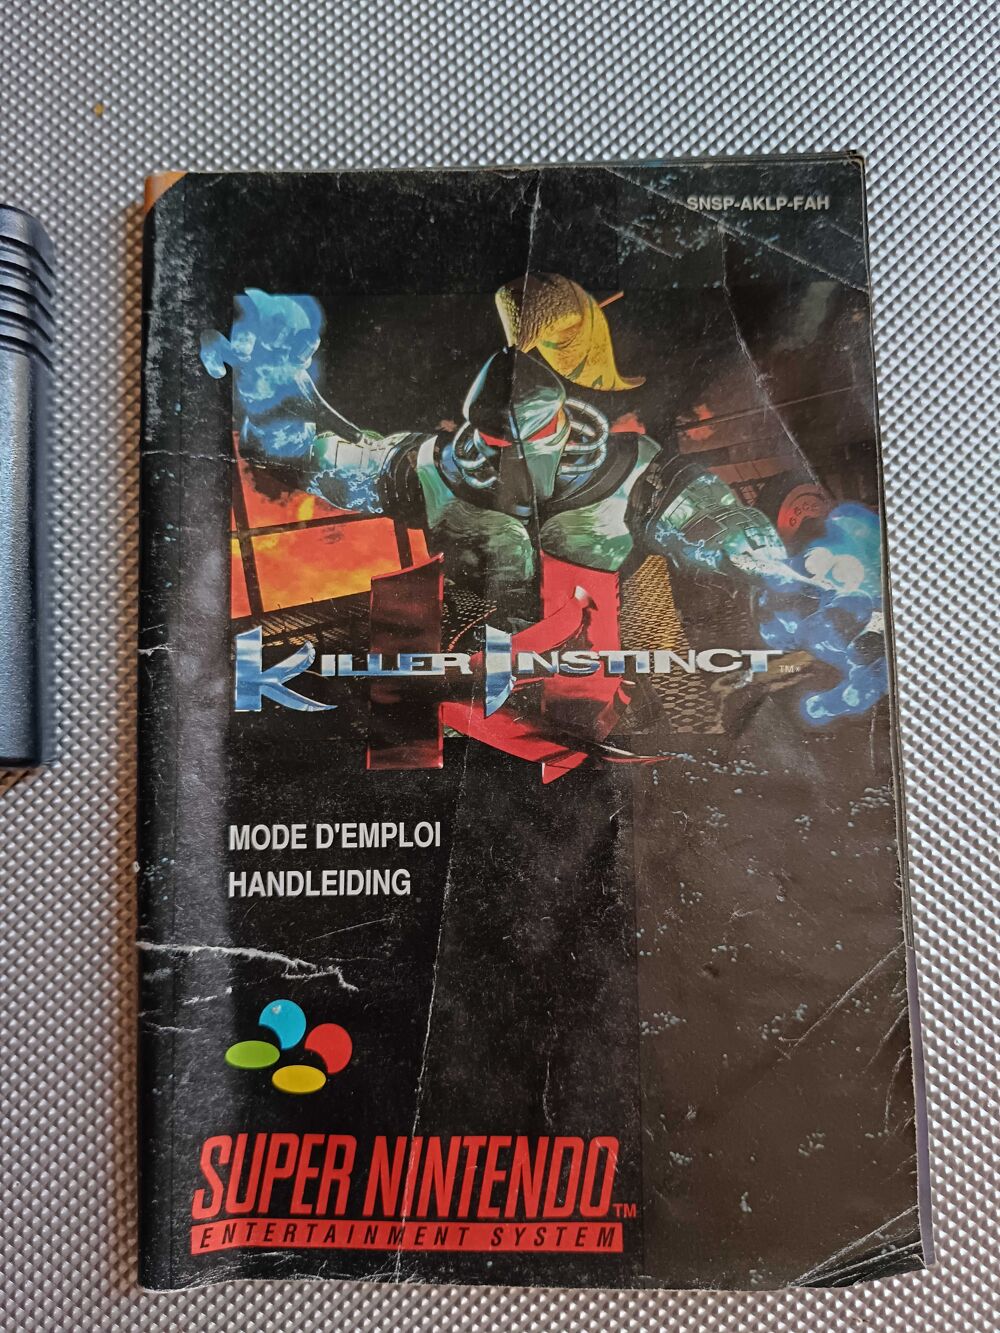 SNSP-AKLP-FAH
KILLER INSTINCT TM
MODE D'EMPLOI
HANDLEIDING
SUPER NINTENDO TM
ENTERTAINMENT SYSTEM